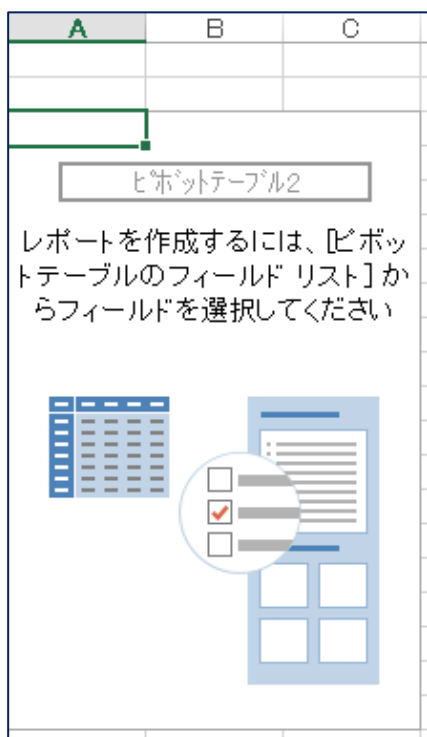 A B C
ﾋﾟﾎﾞｯﾄﾃｰﾌﾞﾙ2
レポートを作成するには、[ピボッ
トテーブルのフィールド リスト] か
らフィールドを選択してください